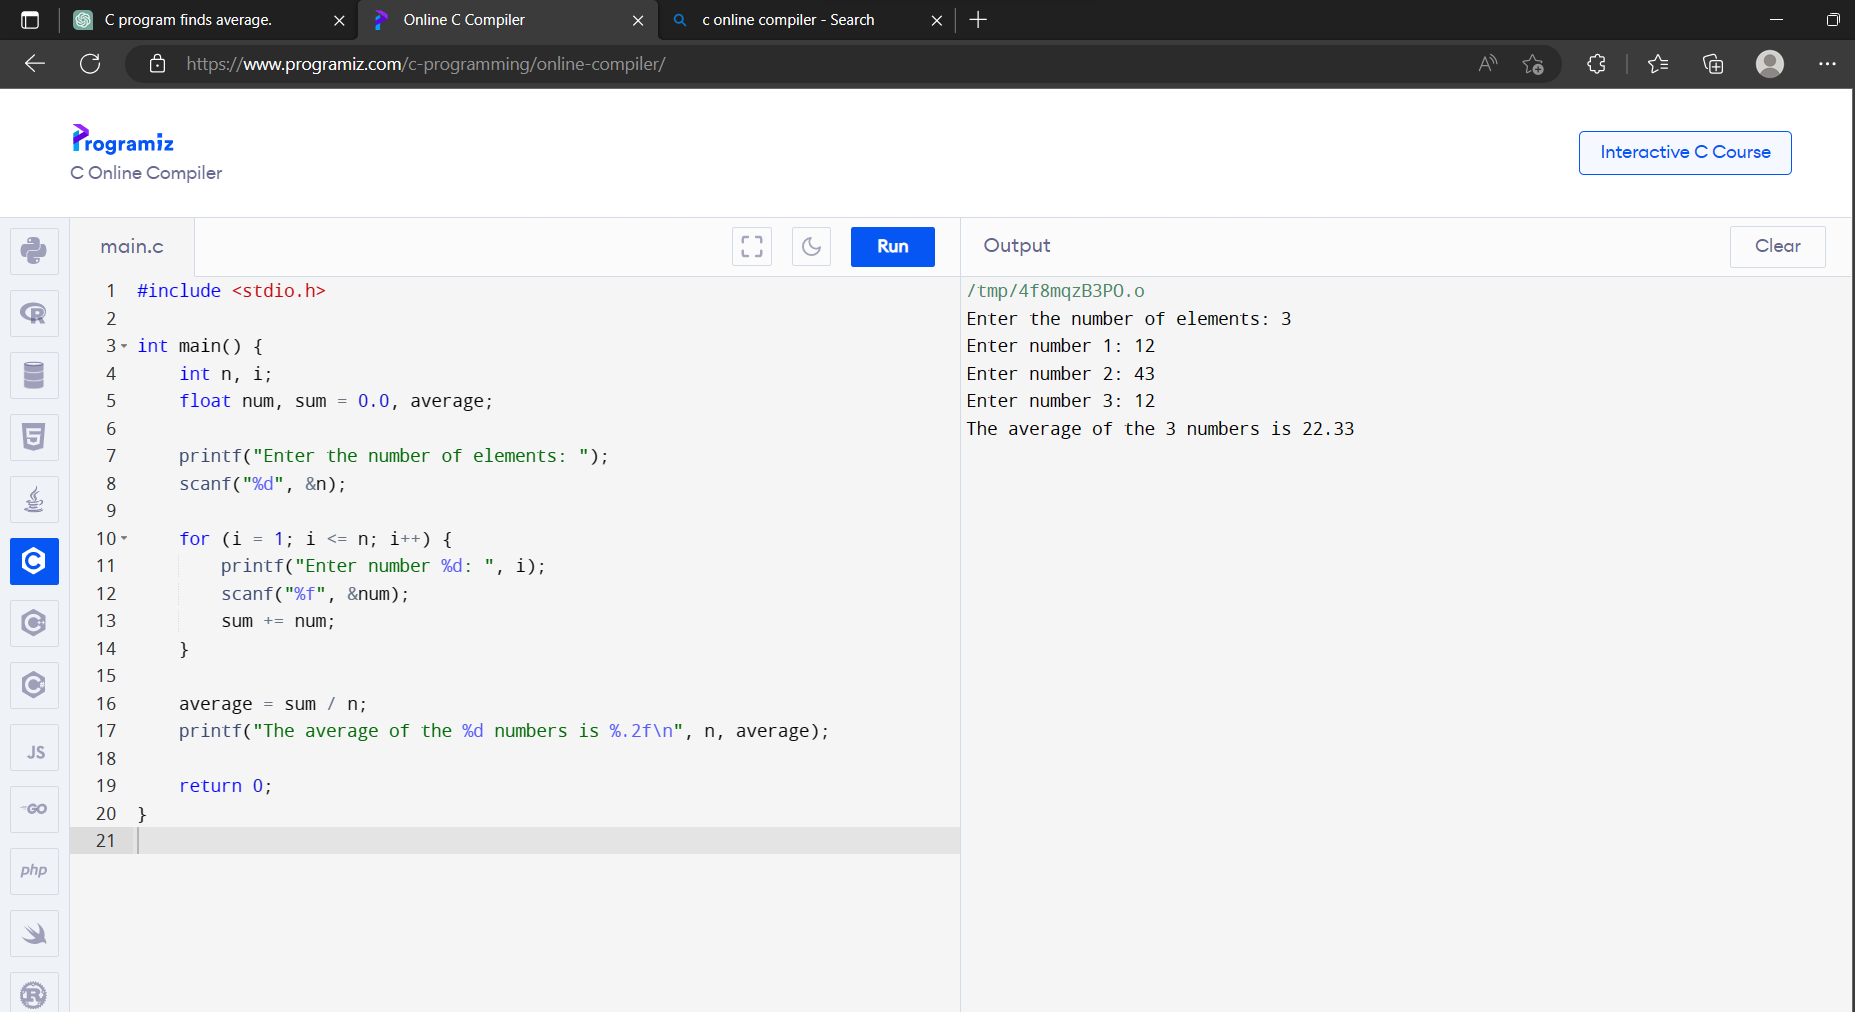 C program finds average.
Online C Compiler
c online compiler - Search
https://www.programiz.com/c-programming/online-compiler/
Programiz
C Online Compiler
Interactive C Course
main.c
Run
Output
Clear
1 #include <stdio.h>
2
3 int main() {
4     int n, i;
5     float num, sum = 0.0, average;
6
7     printf("Enter the number of elements: ");
8     scanf("%d", &n);
9
10     for (i = 1; i <= n; i++) {
11         printf("Enter number %d: ", i);
12         scanf("%f", &num);
13         sum += num;
14     }
15
16     average = sum / n;
17     printf("The average of the %d numbers is %.2f\n", n, average);
18
19     return 0;
20 }
21
/tmp/4f8mqzB3PO.o
Enter the number of elements: 3
Enter number 1: 12
Enter number 2: 43
Enter number 3: 12
The average of the 3 numbers is 22.33
R
5
C
C
C
JS
GO
php
R